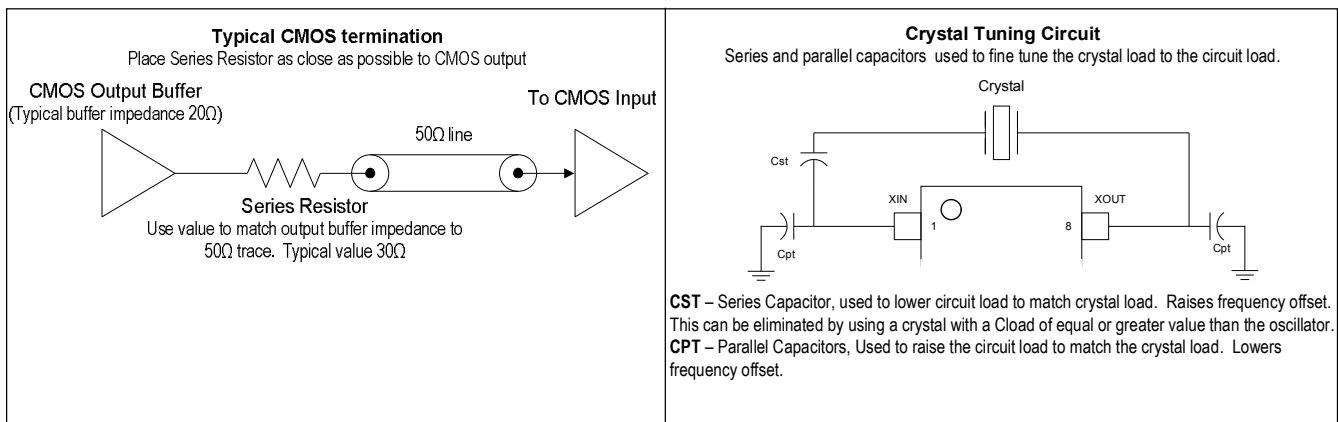 Typical CMOS termination
Place Series Resistor as close as possible to CMOS output
CMOS Output Buffer
(Typical buffer impedance 20Ω)
To CMOS Input
50Ω line
Series Resistor
Use value to match output buffer impedance to
50Ω trace. Typical value 30Ω
Crystal Tuning Circuit
Series and parallel capacitors used to fine tune the crystal load to the circuit load.
Crystal
Cst
XIN
XOUT
1
8
Cpt
Cpt
CST – Series Capacitor, used to lower circuit load to match crystal load. Raises frequency offset.
This can be eliminated by using a crystal with a Cload of equal or greater value than the oscillator.
CPT – Parallel Capacitors, Used to raise the circuit load to match the crystal load. Lowers
frequency offset.